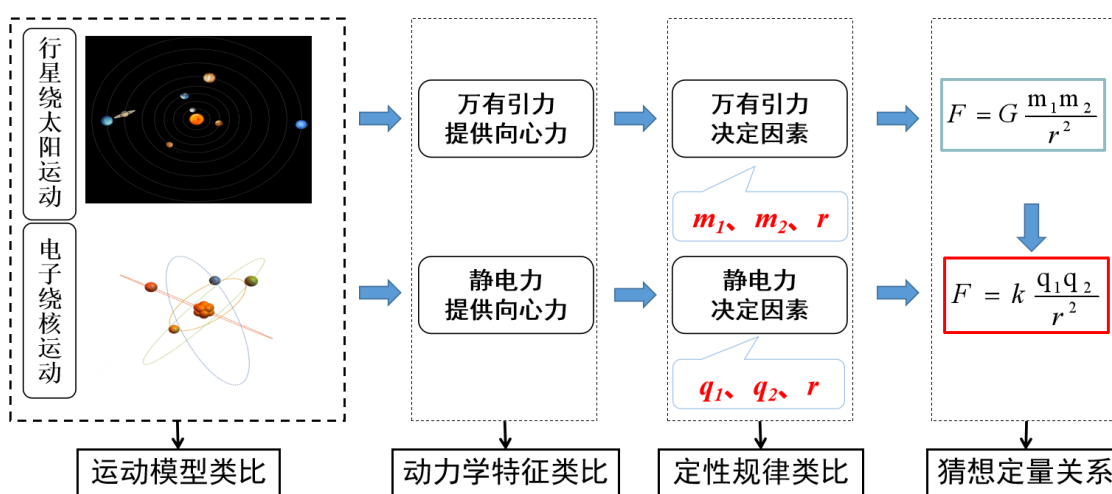 行星绕太阳运动
万有引力
提供向心力
万有引力
决定因素
F = G m₁m₂ / r²
m₁、m₂、r
电子绕核运动
静电力
提供向心力
静电力
决定因素
F = k q₁q₂ / r²
q₁、q₂、r
运动模型类比
动力学特征类比
定性规律类比
猜想定量关系